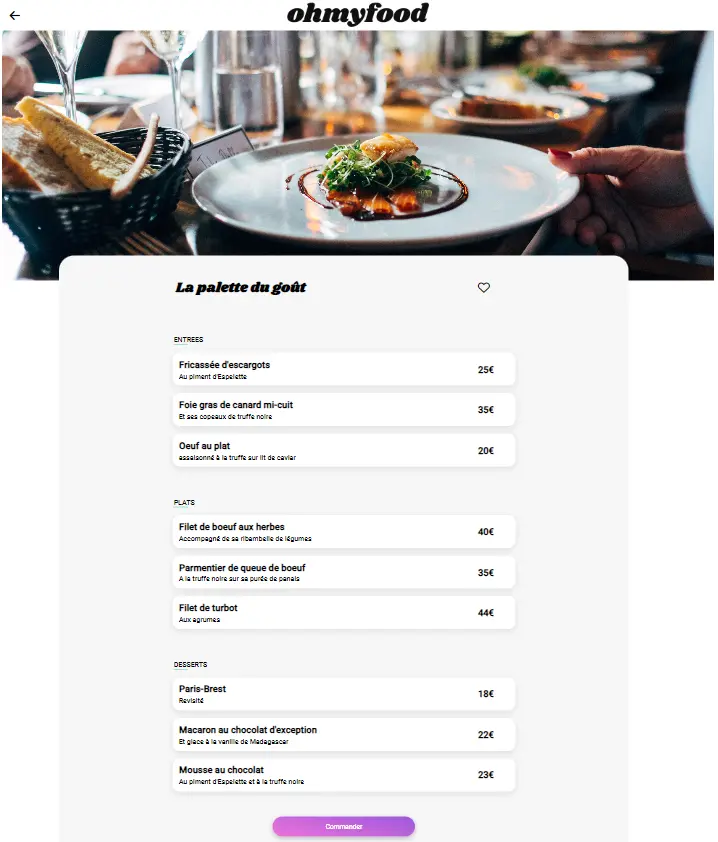 ohmyfood
La palette du goût
ENTREES
Fricassée d'escargots
Au piment d'Espelette
25€
Foie gras de canard mi-cuit
Et ses copeaux de truffe noire
35€
Oeuf au plat
assaisonné à la truffe sur lit de caviar
20€
PLATS
Filet de boeuf aux herbes
Accompagné de sa ribambelle de légumes
40€
Parmentier de queue de boeuf
A la truffe noire sur sa purée de panais
35€
Filet de turbot
Aux agrumes
44€
DESSERTS
Paris-Brest
Revisité
18€
Macaron au chocolat d'exception
Et glace à la vanille de Madagascar
22€
Mousse au chocolat
Au piment d'Espelette et à la truffe noire
23€
Commander